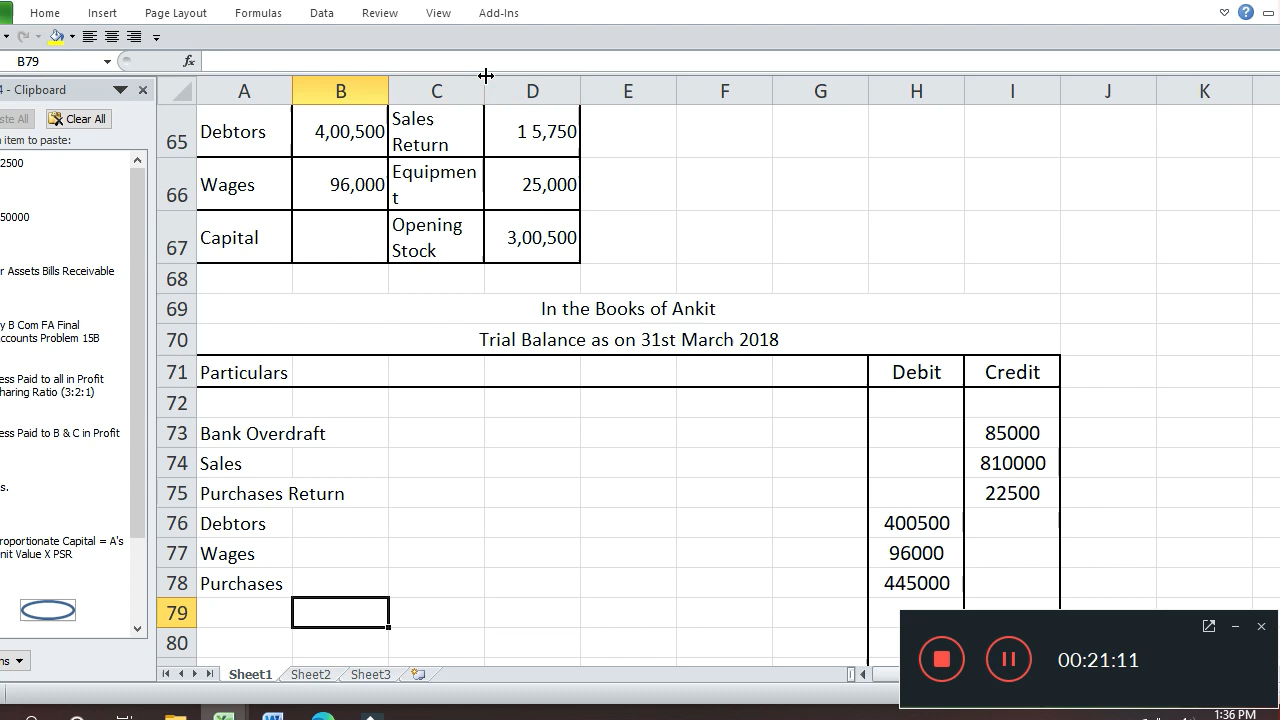 Home Insert Page Layout Formulas Data Review View Add-Ins
B79 fx
4 - Clipboard
ste All Clear All
item to paste:
2500
50000
r Assets Bills Receivable
y B Com FA Final
ccounts Problem 15B
ess Paid to all in Profit
haring Ratio (3:2:1)
ess Paid to B & C in Profit
s.
roportionate Capital = A's
nit Value X PSR
ns
A B C D E F G H I J K
65 Debtors 4,00,500 Sales Return 1 5,750
66 Wages 96,000 Equipmen t 25,000
67 Capital Opening Stock 3,00,500
68
69 In the Books of Ankit
70 Trial Balance as on 31st March 2018
71 Particulars Debit Credit
72
73 Bank Overdraft 85000
74 Sales 810000
75 Purchases Return 22500
76 Debtors 400500
77 Wages 96000
78 Purchases 445000
79
80
Sheet1 Sheet2 Sheet3
00:21:11
1:36 PM